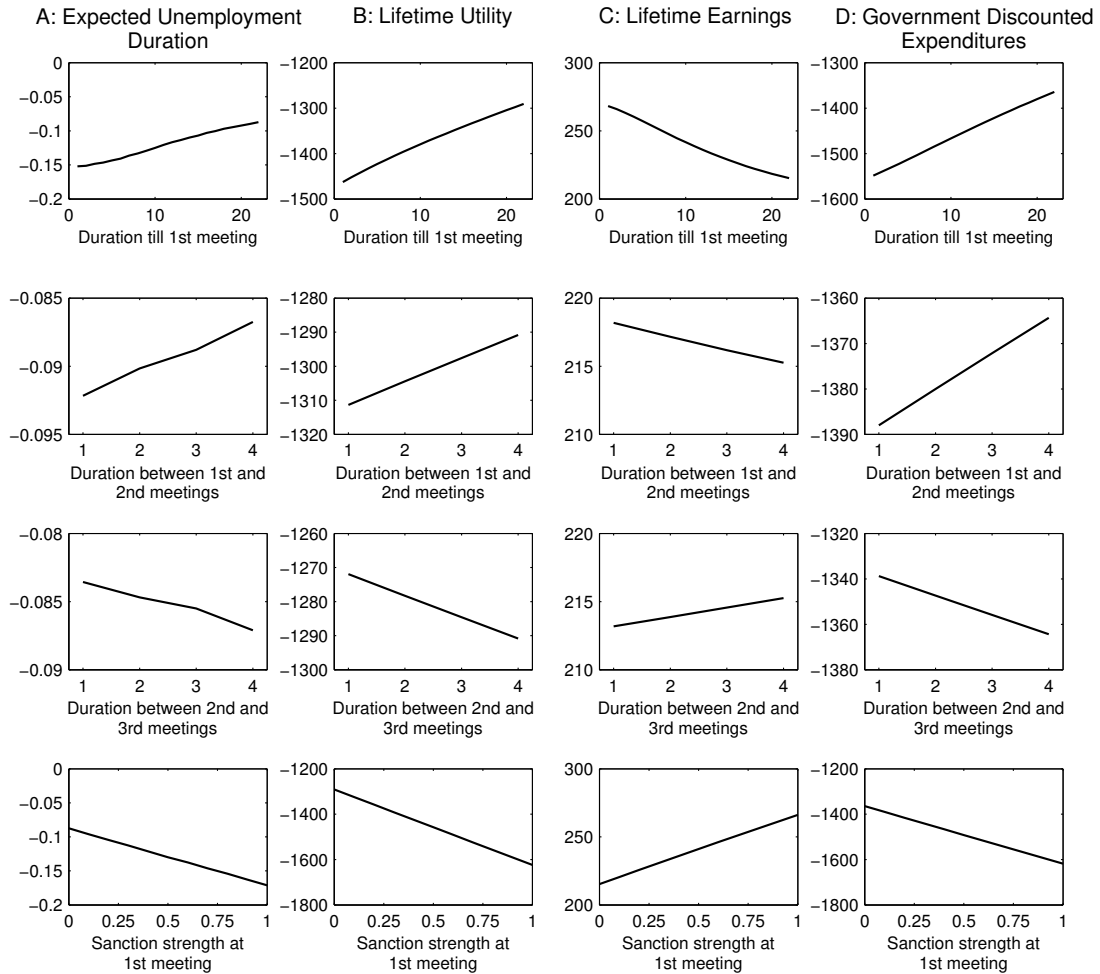 A: Expected Unemployment
Duration
B: Lifetime Utility
C: Lifetime Earnings
D: Government Discounted
Expenditures
0
−0.05
−0.1
−0.15
−0.2
0 10 20
Duration till 1st meeting
−1200
−1300
−1400
−1500
0 10 20
Duration till 1st meeting
300
250
200
0 10 20
Duration till 1st meeting
−1300
−1400
−1500
−1600
0 10 20
Duration till 1st meeting
−0.085
−0.09
−0.095
1 2 3 4
Duration between 1st and
2nd meetings
−1280
−1290
−1300
−1310
−1320
1 2 3 4
Duration between 1st and
2nd meetings
220
215
210
1 2 3 4
Duration between 1st and
2nd meetings
−1360
−1370
−1380
−1390
1 2 3 4
Duration between 1st and
2nd meetings
−0.08
−0.085
−0.09
1 2 3 4
Duration between 2nd and
3rd meetings
−1260
−1270
−1280
−1290
−1300
1 2 3 4
Duration between 2nd and
3rd meetings
220
215
210
1 2 3 4
Duration between 2nd and
3rd meetings
−1320
−1340
−1360
−1380
1 2 3 4
Duration between 2nd and
3rd meetings
0
−0.05
−0.1
−0.15
−0.2
0 0.25 0.5 0.75 1
Sanction strength at
1st meeting
−1200
−1400
−1600
−1800
0 0.25 0.5 0.75 1
Sanction strength at
1st meeting
300
250
200
0 0.25 0.5 0.75 1
Sanction strength at
1st meeting
−1200
−1400
−1600
−1800
0 0.25 0.5 0.75 1
Sanction strength at
1st meeting